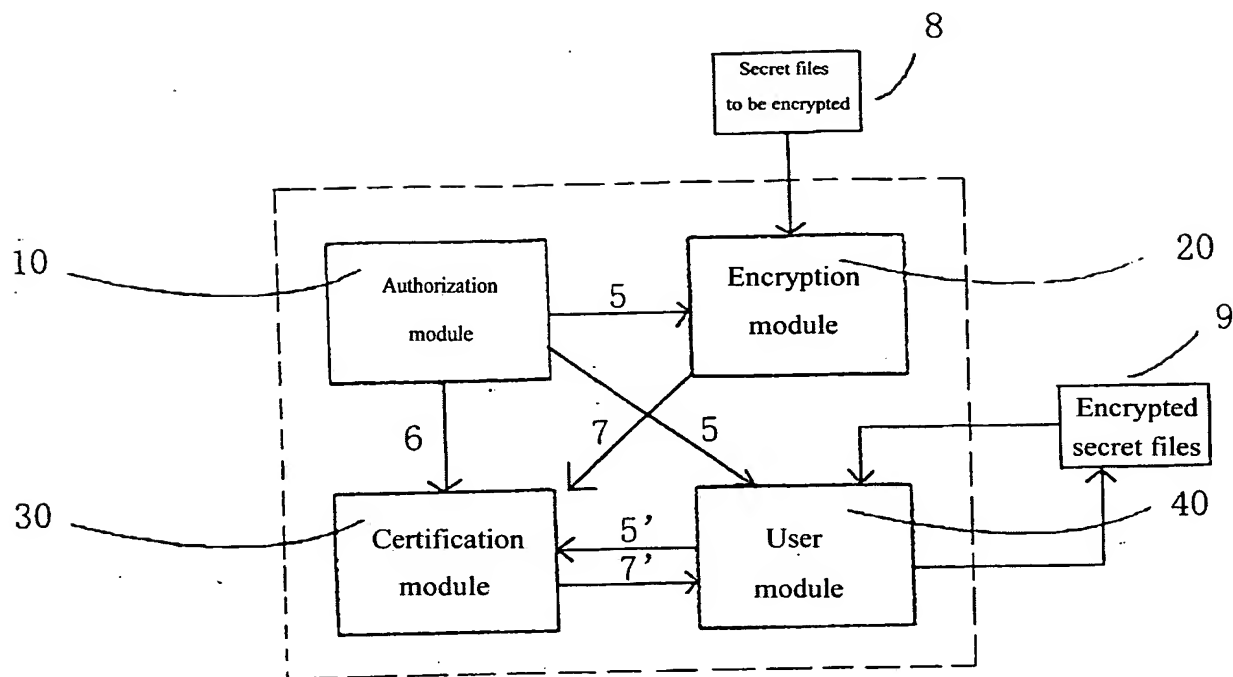 8
Secret files
to be encrypted
10
Authorization
module
5
Encryption
module
20
9
Encrypted
secret files
6
7
5
30
Certification
module
5'
7'
User
module
40